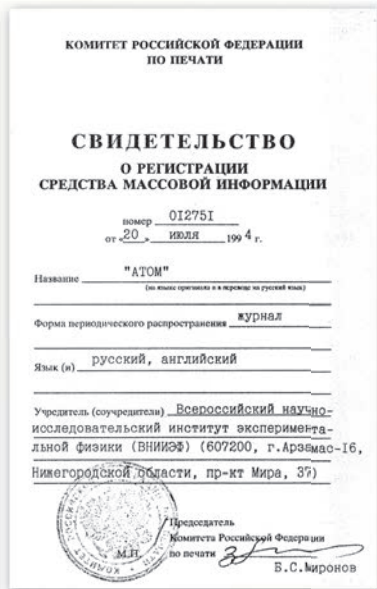 КОМИТЕТ РОССИЙСКОЙ ФЕДЕРАЦИИ
ПО ПЕЧАТИ
СВИДЕТЕЛЬСТВО
О РЕГИСТРАЦИИ
СРЕДСТВА МАССОВОЙ ИНФОРМАЦИИ
номер 012751
от «20» июля 1994 г.
Название "АТОМ"
(на языке оригинала и в переводе на русский язык)
Форма периодического распространения журнал
Язык (и) русский, английский
Учредитель (соучредители) Всероссийский научно-
исследовательский институт эксперимента-
льной физики (ВНИИЭФ) (607200, г.Арзамас-16,
Нижегородской области, пр-кт Мира, 37)
Председатель
Комитета Российской Федерации
М.П. по печати
Б.С.Миронов